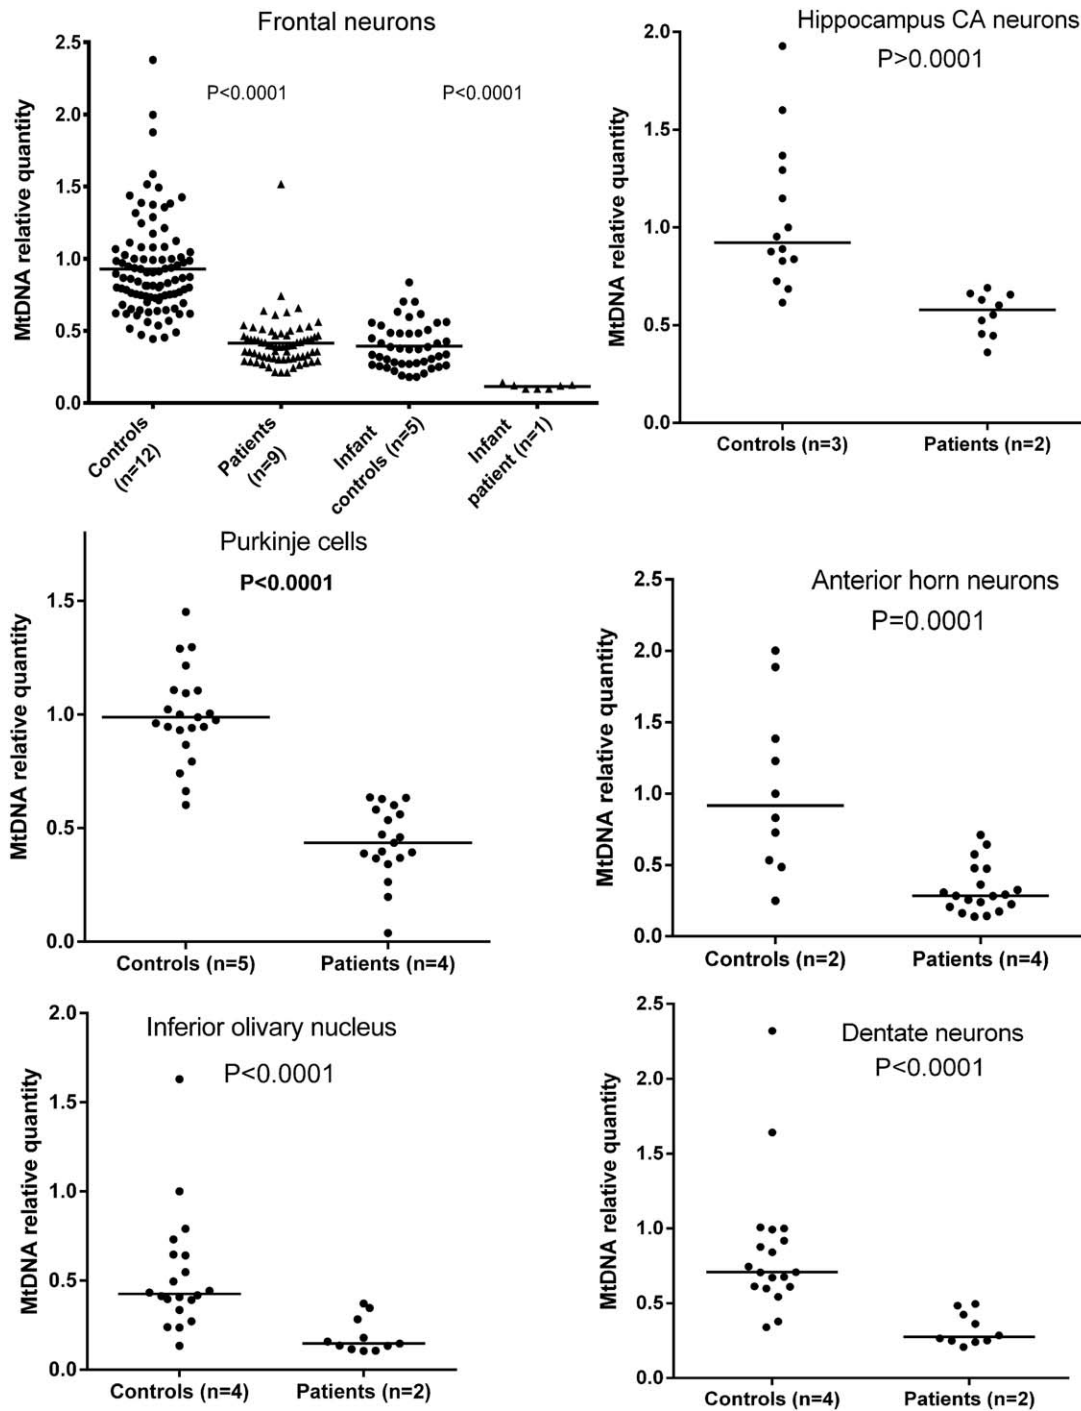 Frontal neurons
MtDNA relative quantity
2.5
2.0
1.5
1.0
0.5
0.0
P<0.0001
P<0.0001
Controls
(n=12)
Patients
(n=9)
Infant
controls (n=5)
Infant
patient (n=1)
Hippocampus CA neurons
P>0.0001
MtDNA relative quantity
2.0
1.5
1.0
0.5
0.0
Controls (n=3)
Patients (n=2)
Purkinje cells
P<0.0001
MtDNA relative quantity
1.5
1.0
0.5
0.0
Controls (n=5)
Patients (n=4)
Anterior horn neurons
P=0.0001
MtDNA relative quantity
2.5
2.0
1.5
1.0
0.5
0.0
Controls (n=2)
Patients (n=4)
Inferior olivary nucleus
P<0.0001
MtDNA relative quantity
2.0
1.5
1.0
0.5
0.0
Controls (n=4)
Patients (n=2)
Dentate neurons
P<0.0001
MtDNA relative quantity
2.5
2.0
1.5
1.0
0.5
0.0
Controls (n=4)
Patients (n=2)